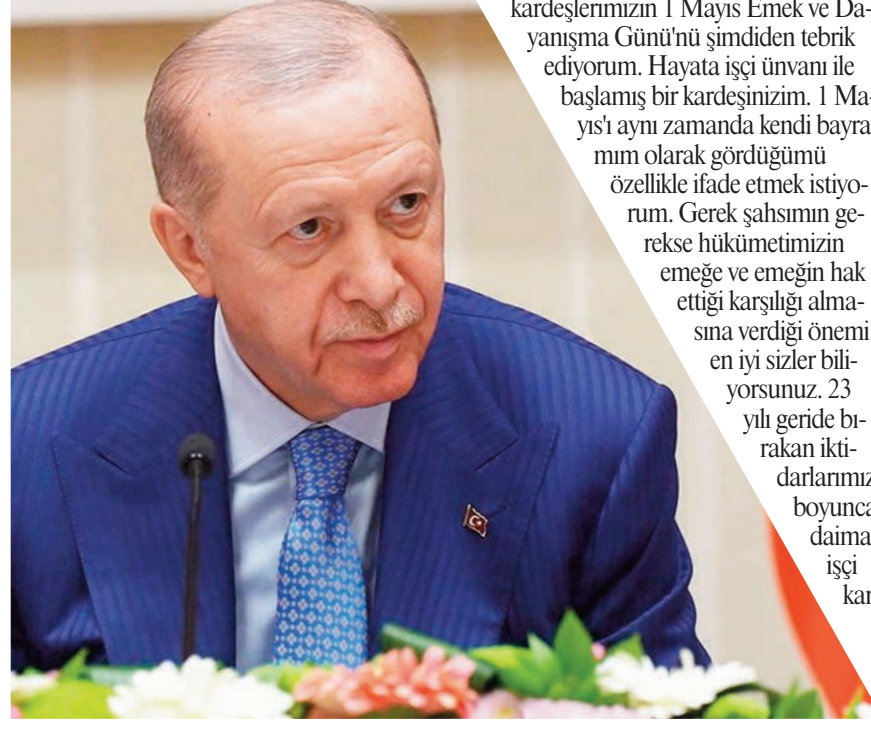 kardeşlerimizin 1 Mayıs Emek ve Da-
yanışma Günü'nü şimdiden tebrik
ediyorum. Hayata işçi ünvanı ile
başlamış bir kardeşinizim. 1 Ma-
yıs'ı aynı zamanda kendi bayra
mım olarak gördüğümü
özellikle ifade etmek istiyo-
rum. Gerek şahsımın ge-
rekse hükümetimizin
emeğe ve emeğin hak
ettiği karşılığı alma-
sına verdiği önemi
en iyi sizler bili-
yorsunuz. 23
yılı geride bı-
rakan ikti-
darlarımız
boyunca
daima
işçi
kar